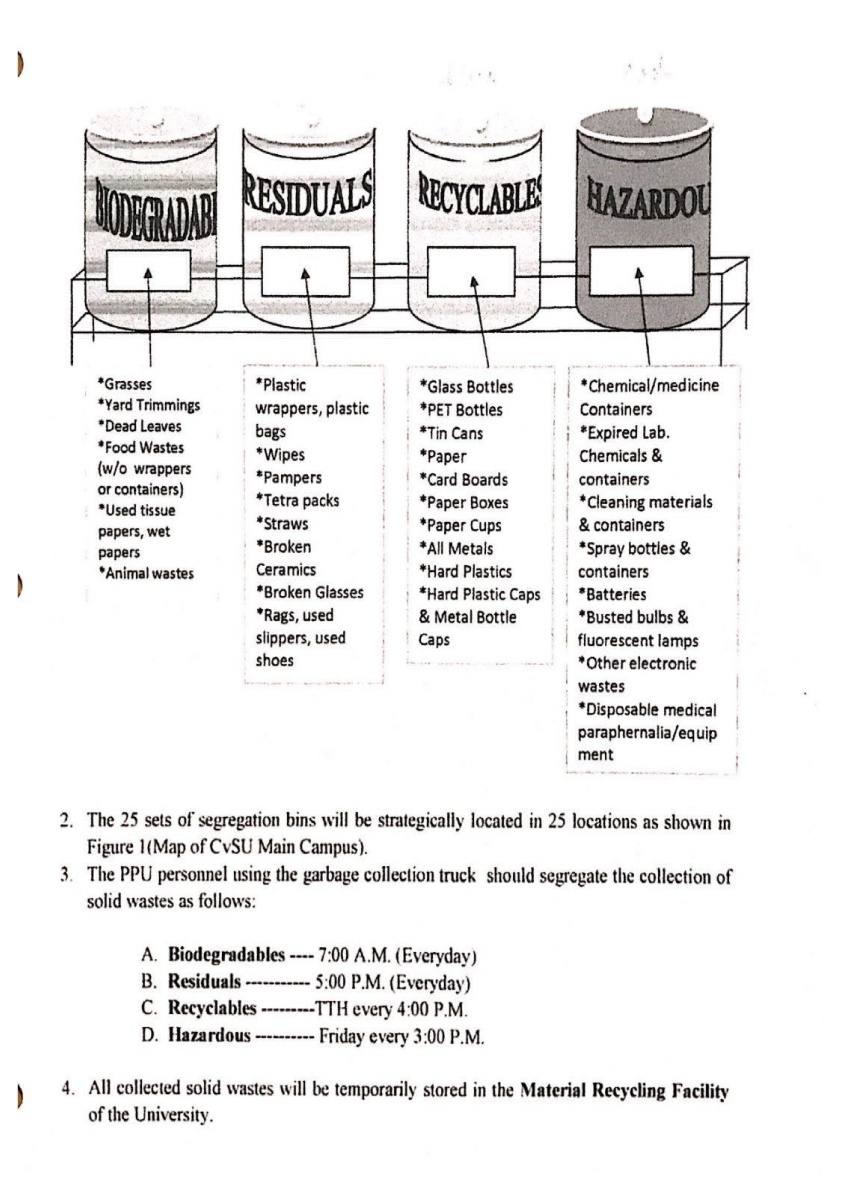 BIODEGRADABL
RESIDUALS
RECYCLABLES
HAZARDOU
*Grasses
*Yard Trimmings
*Dead Leaves
*Food Wastes
(w/o wrappers
or containers)
*Used tissue
papers, wet
papers
*Animal wastes
*Plastic
wrappers, plastic
bags
*Wipes
*Pampers
*Tetra packs
*Straws
*Broken
Ceramics
*Broken Glasses
*Rags, used
slippers, used
shoes
*Glass Bottles
*PET Bottles
*Tin Cans
*Paper
*Card Boards
*Paper Boxes
*Paper Cups
*All Metals
*Hard Plastics
*Hard Plastic Caps
& Metal Bottle
Caps
*Chemical/medicine
Containers
*Expired Lab.
Chemicals &
containers
*Cleaning materials
& containers
*Spray bottles &
containers
*Batteries
*Busted bulbs &
fluorescent lamps
*Other electronic
wastes
*Disposable medical
paraphernalia/equip
ment
2. The 25 sets of segregation bins will be strategically located in 25 locations as shown in
Figure 1(Map of CvSU Main Campus).
3. The PPU personnel using the garbage collection truck should segregate the collection of
solid wastes as follows:
A. Biodegradables ---- 7:00 A.M. (Everyday)
B. Residuals ----------- 5:00 P.M. (Everyday)
C. Recyclables ---------TTH every 4:00 P.M.
D. Hazardous ---------- Friday every 3:00 P.M.
4. All collected solid wastes will be temporarily stored in the Material Recycling Facility
of the University.